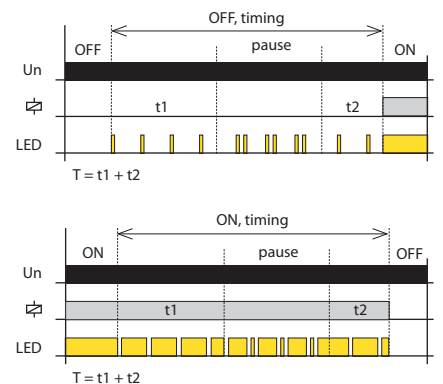 OFF, timing
OFF pause ON
Un
t1 t2
LED
T = t1 + t2
ON, timing
ON pause OFF
Un
t1 t2
LED
T = t1 + t2